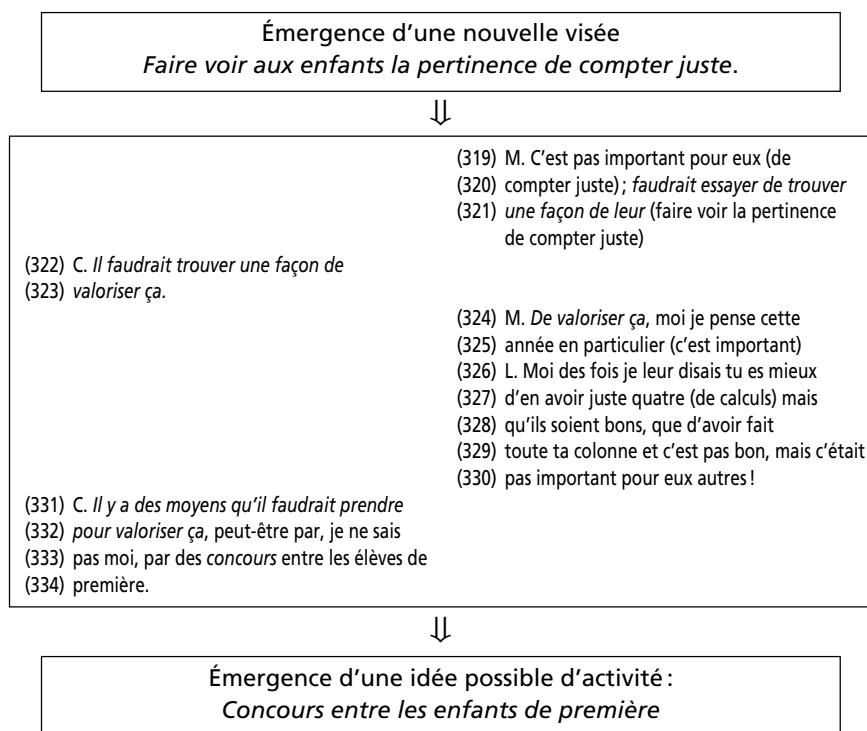 Émergence d'une nouvelle visée
Faire voir aux enfants la pertinence de compter juste.
⇓
(319) M. C'est pas important pour eux (de
(320) compter juste) ; faudrait essayer de trouver
(321) une façon de leur (faire voir la pertinence
de compter juste)
(322) C. Il faudrait trouver une façon de
(323) valoriser ça.
(324) M. De valoriser ça, moi je pense cette
(325) année en particulier (c'est important)
(326) L. Moi des fois je leur disais tu es mieux
(327) d'en avoir juste quatre (de calculs) mais
(328) qu'ils soient bons, que d'avoir fait
(329) toute ta colonne et c'est pas bon, mais c'était
(330) pas important pour eux autres !
(331) C. Il y a des moyens qu'il faudrait prendre
(332) pour valoriser ça, peut-être par, je ne sais
(333) pas moi, par des concours entre les élèves de
(334) première.
⇓
Émergence d'une idée possible d'activité :
Concours entre les enfants de première